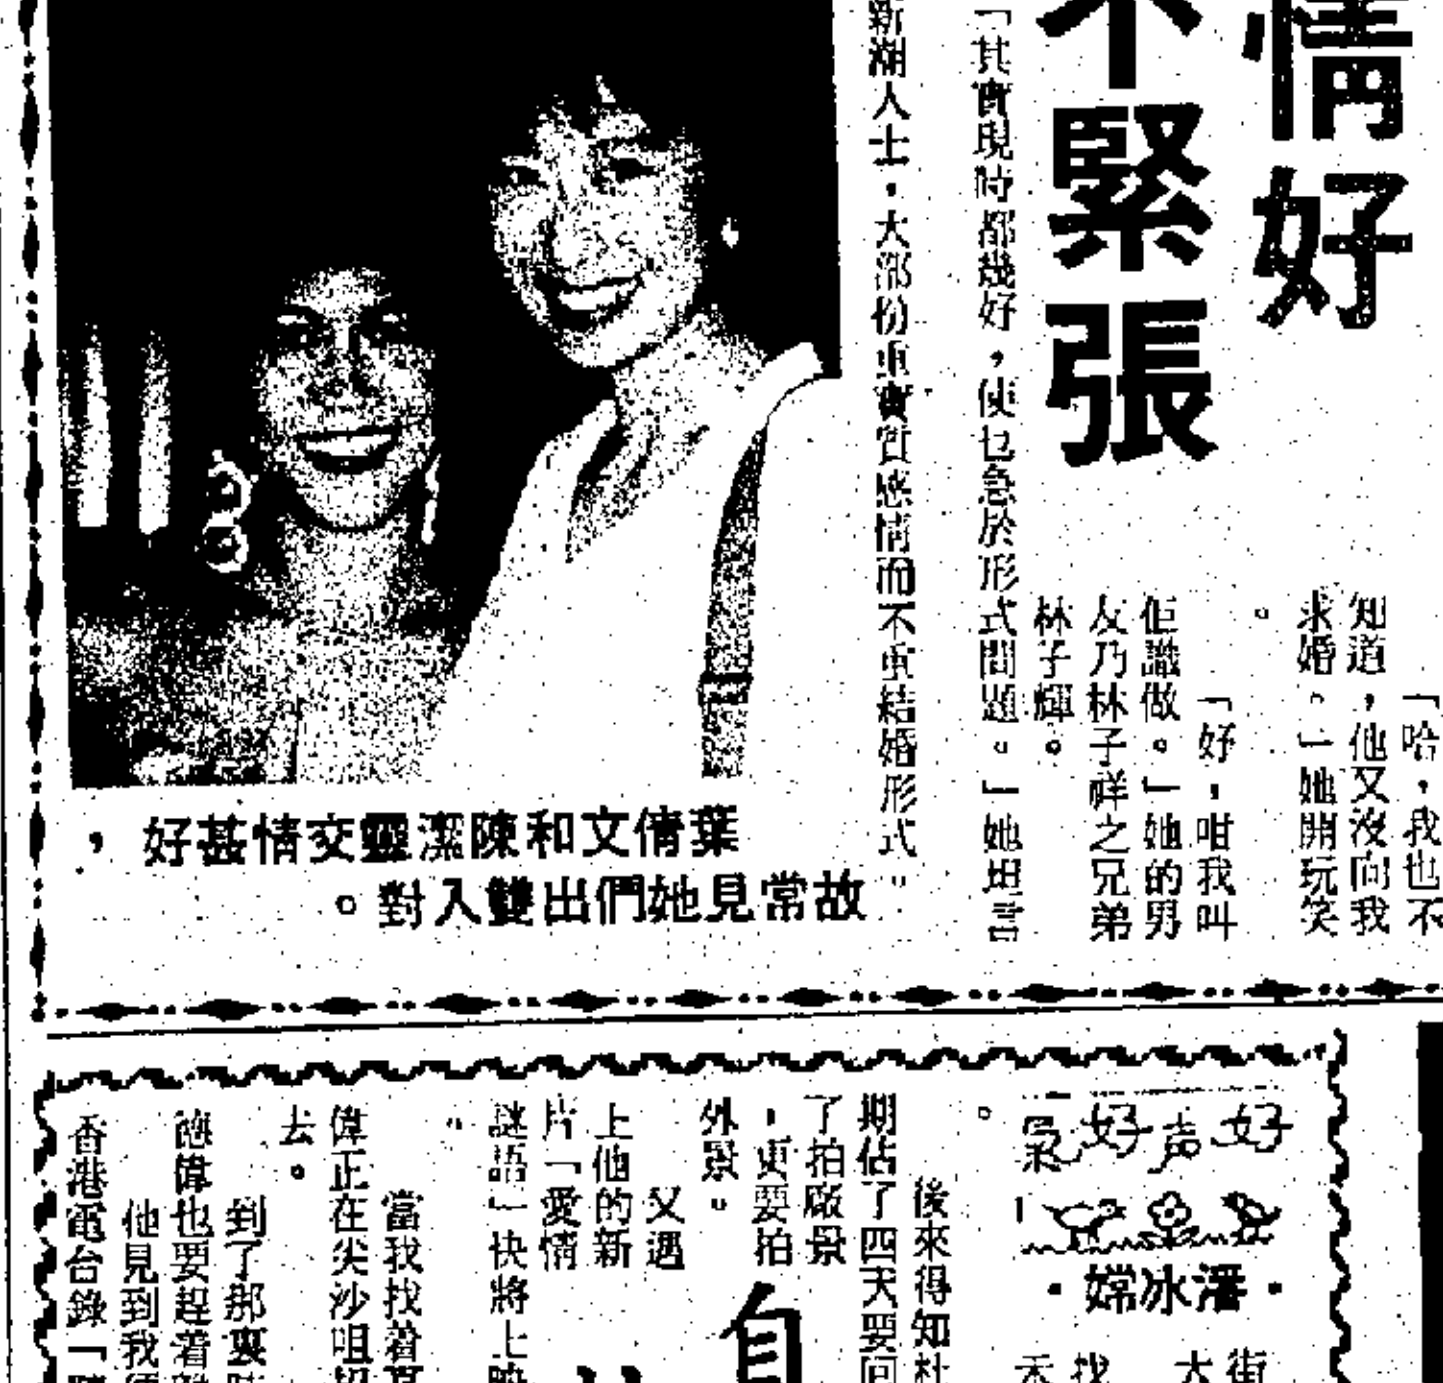 情好
不緊張
「哈，我也不
知道，他又沒向我
求婚。」她開玩笑
。
「好，咁我叫
佢識做。」她的男
友乃林子祥之兄弟
林子輝。
「其實現時都幾好，使乜急於形式問題。」她坦言
新潮人士，大部份重實質感情而不重結婚形式。
葉倩文和陳潔靈交情甚好，
故常見她們出雙入對。
好声好氣
·潘冰嫦·
街
大
找
。
後來得知杜
期佔了四天要回
了拍廠景
，更要拍
外景。
自
又遇
上他的新
片「愛情
謎語」快將上映
。
當我找着
偉正在尖沙咀
去。
到了那裏
德偉也要趕着
他見到我
香港電台錄「